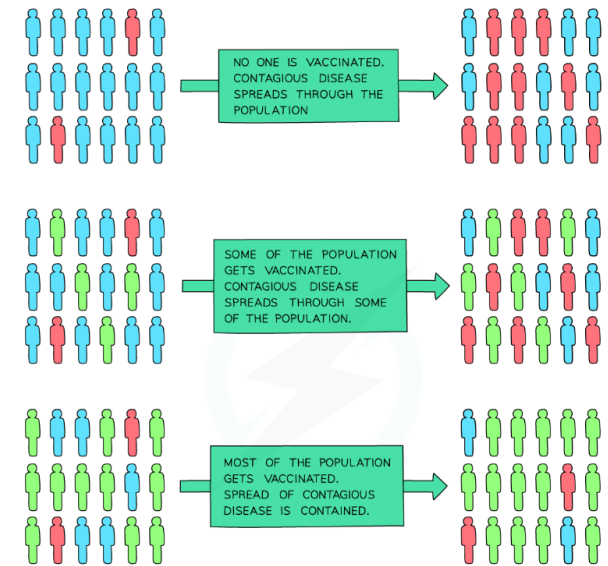 NO ONE IS VACCINATED.
CONTAGIOUS DISEASE
SPREADS THROUGH THE
POPULATION
SOME OF THE POPULATION
GETS VACCINATED.
CONTAGIOUS DISEASE
SPREADS THROUGH SOME
OF THE POPULATION.
MOST OF THE POPULATION
GETS VACCINATED.
SPREAD OF CONTAGIOUS
DISEASE IS CONTAINED.